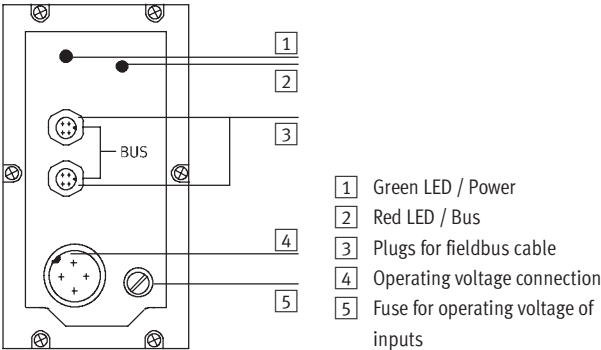 1
2
3
BUS
4
5
1 Green LED / Power
2 Red LED / Bus
3 Plugs for fieldbus cable
4 Operating voltage connection
5 Fuse for operating voltage of
inputs